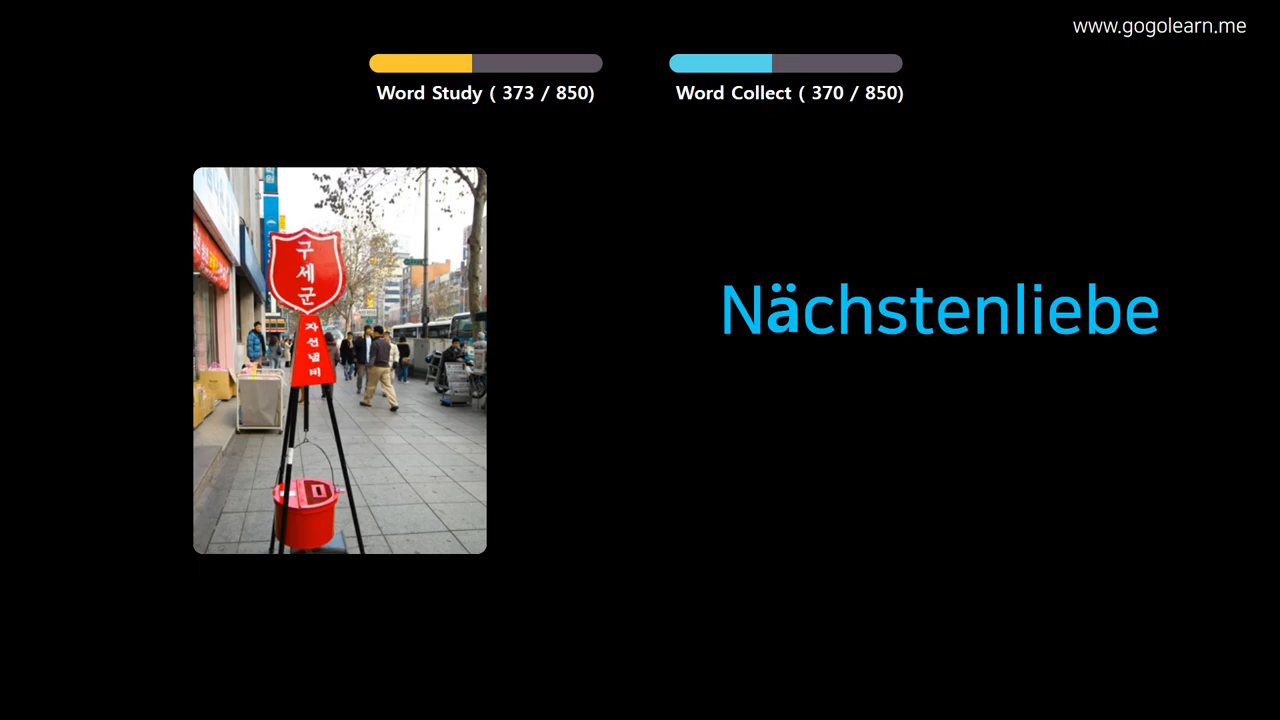 www.gogolearn.me
Word Study ( 373 / 850)
Word Collect ( 370 / 850)
구
세
군
자
선
냄
비
Nächstenliebe